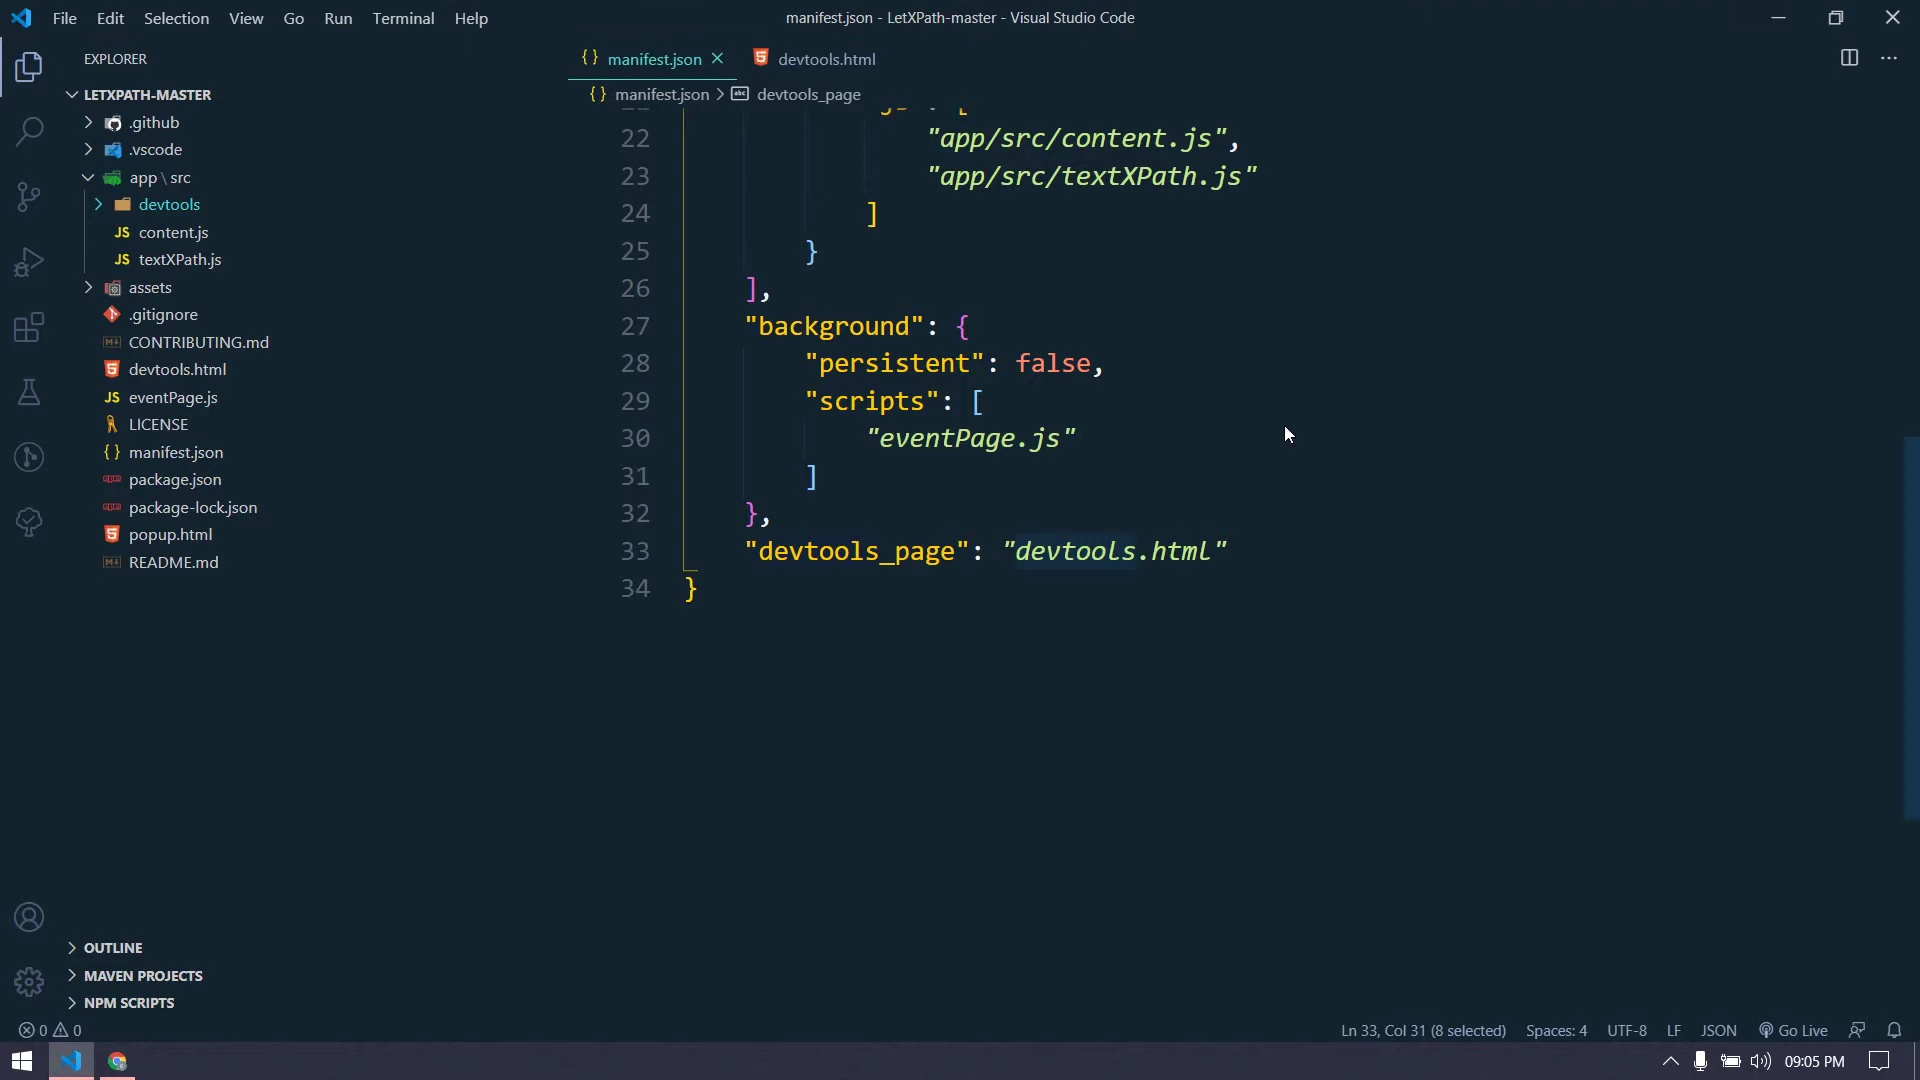 File Edit Selection View Go Run Terminal Help
manifest.json - LetXPath-master - Visual Studio Code
EXPLORER
LETXPATH-MASTER
.github
.vscode
app \ src
devtools
content.js
textXPath.js
assets
.gitignore
CONTRIBUTING.md
devtools.html
eventPage.js
LICENSE
manifest.json
package.json
package-lock.json
popup.html
README.md
OUTLINE
MAVEN PROJECTS
NPM SCRIPTS
manifest.json devtools.html
manifest.json > devtools_page
22 "app/src/content.js",
23 "app/src/textXPath.js"
24 ]
25 }
26 ],
27 "background": {
28 "persistent": false,
29 "scripts": [
30 "eventPage.js"
31 ]
32 },
33 "devtools_page": "devtools.html"
34 }
0 0
Ln 33, Col 31 (8 selected) Spaces: 4 UTF-8 LF JSON Go Live
09:05 PM